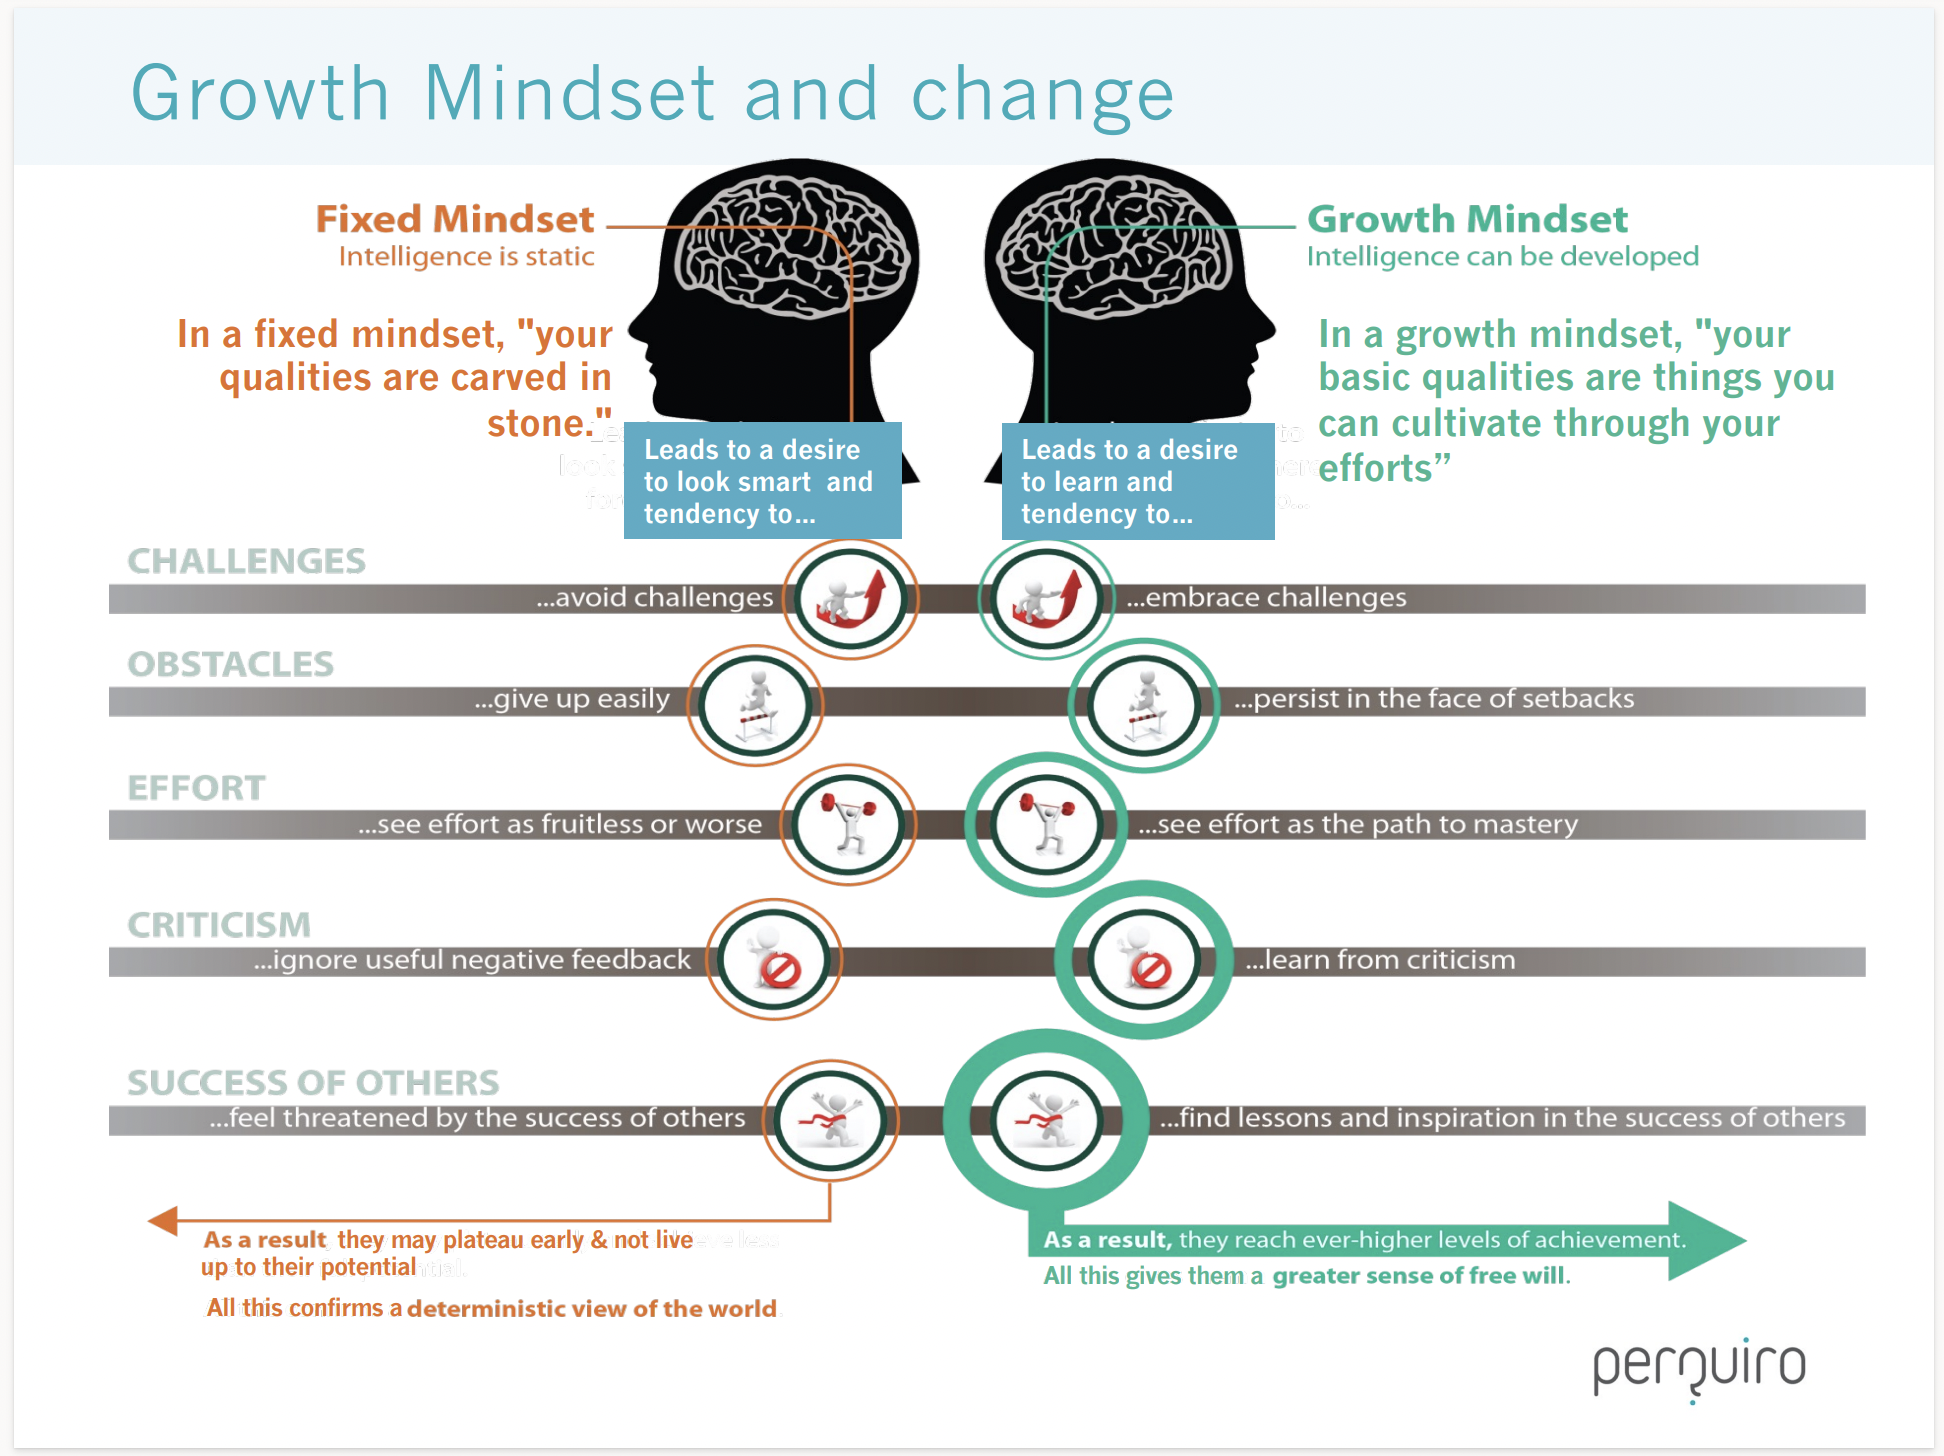 Growth Mindset and change
Fixed Mindset
Intelligence is static
In a fixed mindset, "your
qualities are carved in
stone."
Growth Mindset
Intelligence can be developed
In a growth mindset, "your
basic qualities are things you
can cultivate through your
efforts”
Leads to a desire
to look smart  and
tendency to...
Leads to a desire
to learn and
tendency to...
CHALLENGES
...avoid challenges
...embrace challenges
OBSTACLES
...give up easily
...persist in the face of setbacks
EFFORT
...see effort as fruitless or worse
...see effort as the path to mastery
CRITICISM
...ignore useful negative feedback
...learn from criticism
SUCCESS OF OTHERS
...feel threatened by the success of others
...find lessons and inspiration in the success of others
As a result they may plateau early & not live
up to their potential
All this confirms a deterministic view of the world
As a result, they reach ever-higher levels of achievement.
All this gives them a greater sense of free will.
perquiro